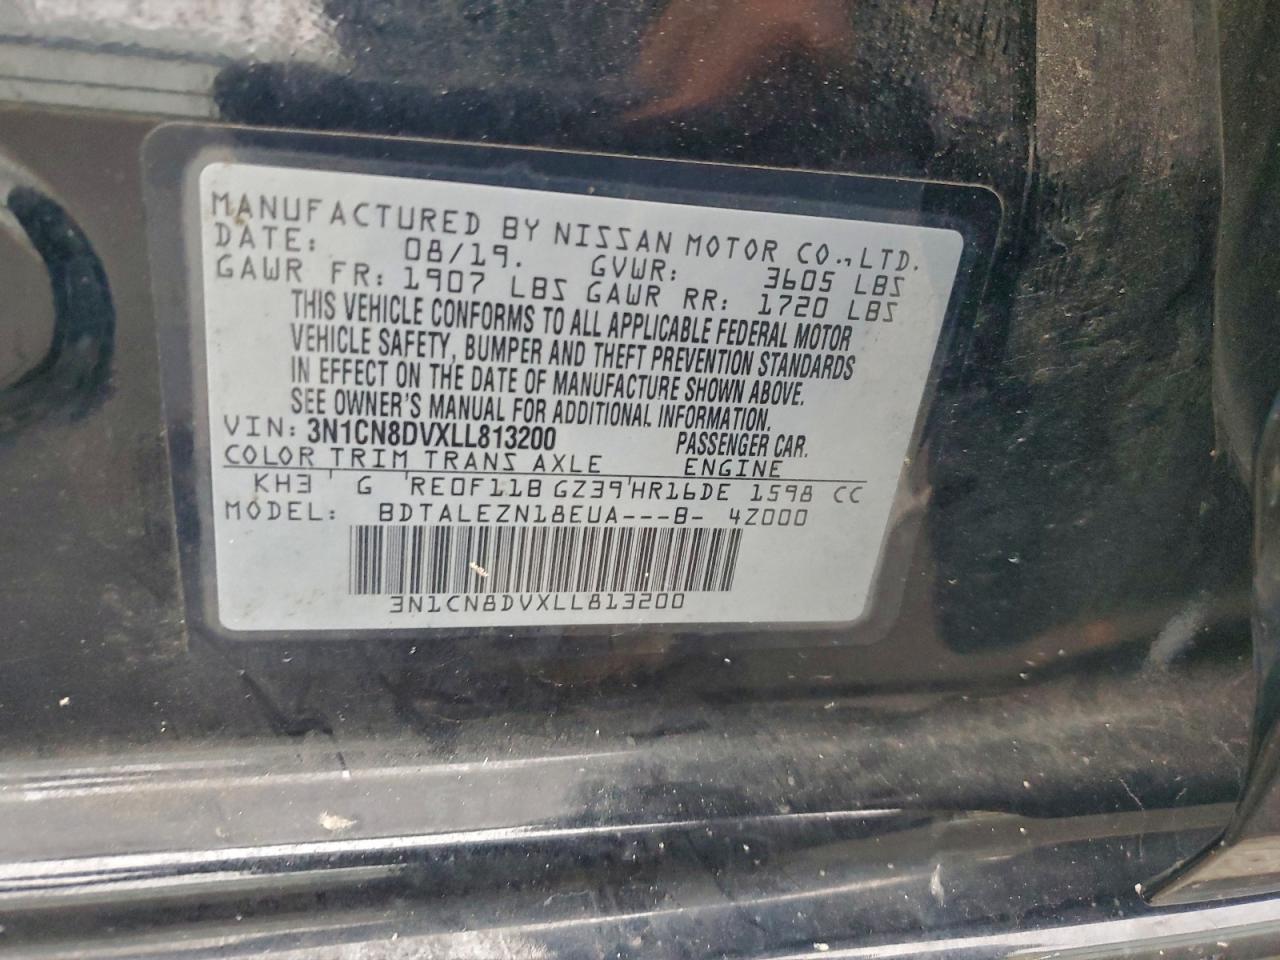 MANUFACTURED BY NISSAN MOTOR CO., LTD.
DATE: 08/19. GVWR: 3605 LBS
GAWR FR: 1907 LBS GAWR RR: 1720 LBS
THIS VEHICLE CONFORMS TO ALL APPLICABLE FEDERAL MOTOR
VEHICLE SAFETY, BUMPER AND THEFT PREVENTION STANDARDS
IN EFFECT ON THE DATE OF MANUFACTURE SHOWN ABOVE.
SEE OWNER'S MANUAL FOR ADDITIONAL INFORMATION.
VIN: 3N1CN8DVXLL813200 PASSENGER CAR.
COLOR TRIM TRANS AXLE ENGINE
KH3 G RE0F11B GZ39 HR16DE 1598 CC
MODEL: BDTALEZN18EUA---B- 4Z000
3N1CN8DVXLL813200